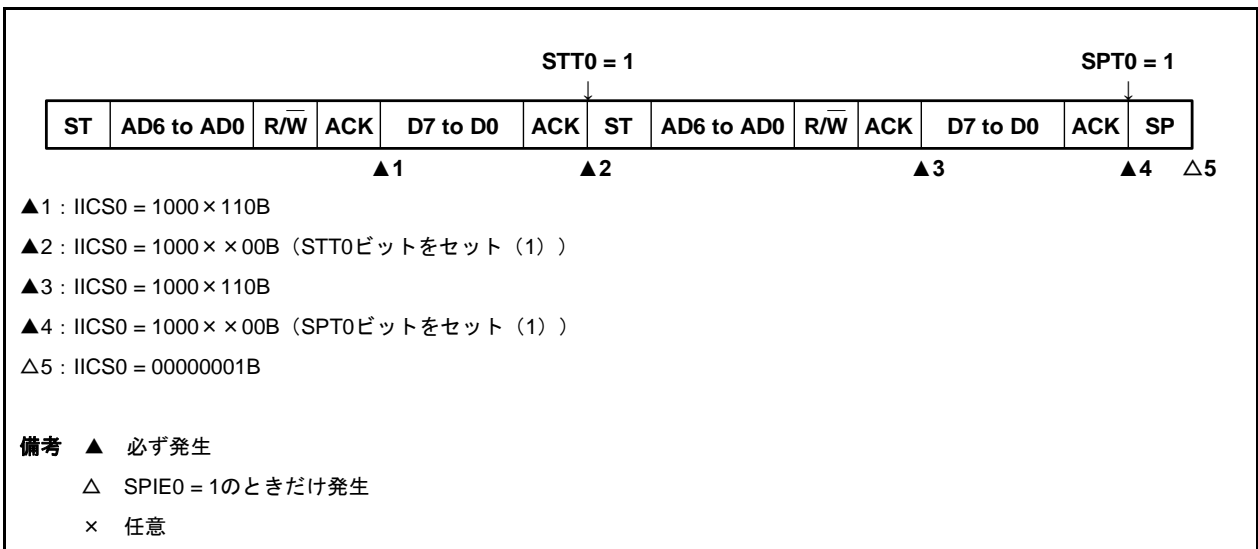 STT0 = 1 SPT0 = 1
↓ ↓
ST AD6 to AD0 R/W̅ ACK D7 to D0 ACK ST AD6 to AD0 R/W̅ ACK D7 to D0 ACK SP
▲1 ▲2 ▲3 ▲4 △5
▲1：IICS0 = 1000×110B
▲2：IICS0 = 1000××00B（STT0ビットをセット（1））
▲3：IICS0 = 1000×110B
▲4：IICS0 = 1000××00B（SPT0ビットをセット（1））
△5：IICS0 = 00000001B
備考 ▲ 必ず発生
△ SPIE0 = 1のときだけ発生
× 任意